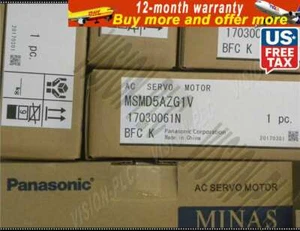 12-month warranty
Buy more and offer more
US:
FREE
TAX
1 pc.
AC SERVO MOTOR
MSMD5AZG1V
17030061N
1 pc.
BFC K
Panasonic Corporation
Made in China
20170301
BFC K
Panasonic
AC SERVO MOTOR
MINAS
VISION-PLC